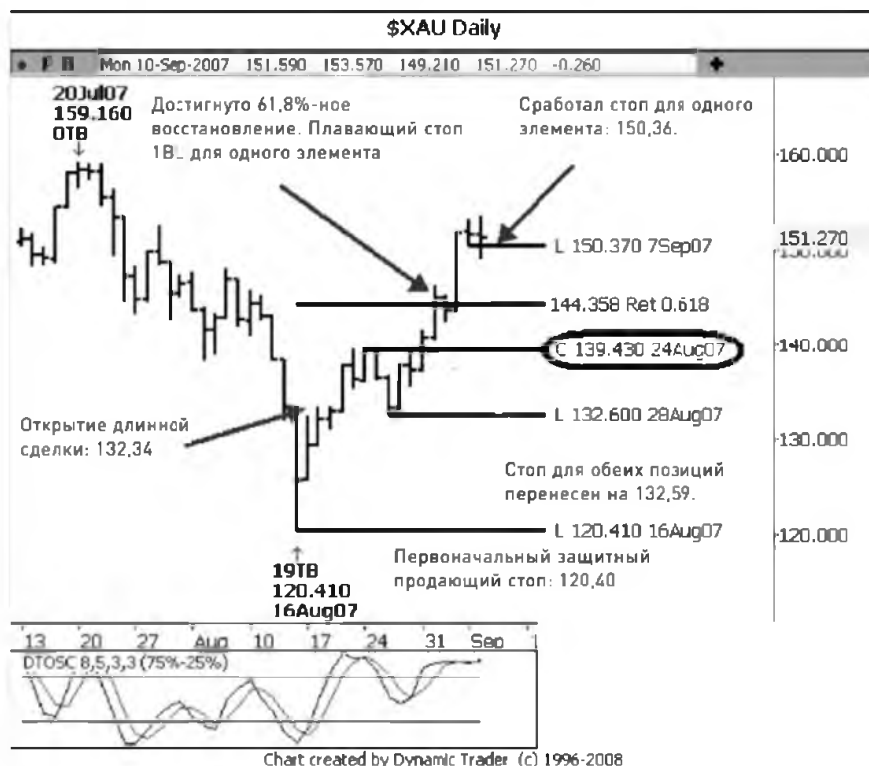 $XAU Daily
Mon 10-Sep-2007 151.590 153.570 149.210 151.270 -0.260
20Jul07
159.160
0TB
Достигнуто 61,8%-ное
восстановление. Плавающий стоп
1BL для одного элемента
Сработал стоп для одного
элемента: 150,36.
160.000
151.270
150.000
L 150.370 7Sep07
144.358 Ret 0.618
140.000
C 139.430 24Aug07
L 132.600 28Aug07
130.000
Открытие длинной
сделки: 132,34
Стоп для обеих позиций
перенесен на 132,59.
L 120.410 16Aug07
120.000
Первоначальный защитный
продающий стоп: 120,40
19TB
120.410
16Aug07
13 20 27 Aug 10 17 24 31 Sep
DTOSC 8,5,3,3 (75%-25%)
Chart created by Dynamic Trader (c) 1996-2008